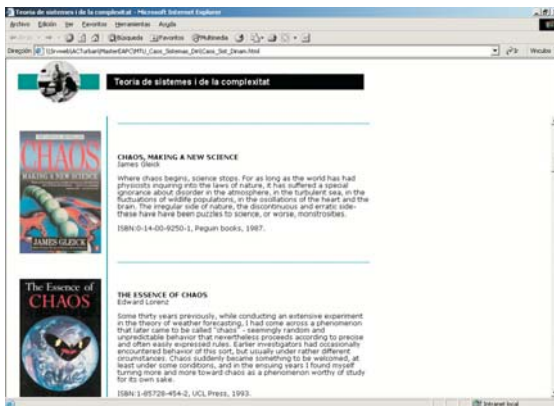 Teoria de sistemes i de la complexitat - Microsoft Internet Explorer
Archivo Edición Ver Favoritos Herramientas Ayuda
Búsqueda Favoritos Multimedia
Dirección
Vínculos
Teoria de sistemes i de la complexitat
CHAOS
MAKING A NEW SCIENCE
JAMES GLEICK
CHAOS, MAKING A NEW SCIENCE
James Gleick
Where chaos begins, science stops. For as long as the world has had
physicists inquiring into the laws of nature, it has suffered a special
ignorance about disorder in the atmosphere, in the turbulent sea, in the
fluctuations of wildlife populations, in the oscillations of the heart and the
brain. The irregular side of nature, the discontinuous and erratic side-
these have have been puzzles to science, or worse, monstrosities.
ISBN:0-14-00-9250-1, Peguin books, 1987.
The Essence of
CHAOS
THE ESSENCE OF CHAOS
Edward Lorenz
Some thirty years previously, while conducting an extensive experiment
in the theory of weather forecasting, I had come across a phenomenon
that later came to be called "chaos" - seemingly random and
unpredictable behavior that nevertheless proceeds according to precise
and often easily expressed rules. Earlier investigators had occasionally
encountered behavior of this sort, but usually under rather different
circumstances. Chaos suddenly became something to be welcomed, at
least under some conditions, and in the ensuing years I found myself
turning more and more toward chaos as a phenomenon worthy of study
for its own sake.
ISBN:1-85728-454-2, UCL Press, 1993.
Intranet local